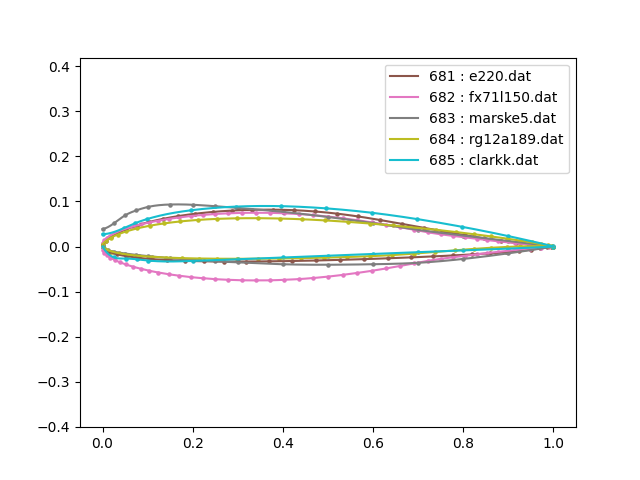 0.4
0.3
0.2
0.1
0.0
−0.1
−0.2
−0.3
−0.4
0.0 0.2 0.4 0.6 0.8 1.0
681 : e220.dat
682 : fx71l150.dat
683 : marske5.dat
684 : rg12a189.dat
685 : clarkk.dat